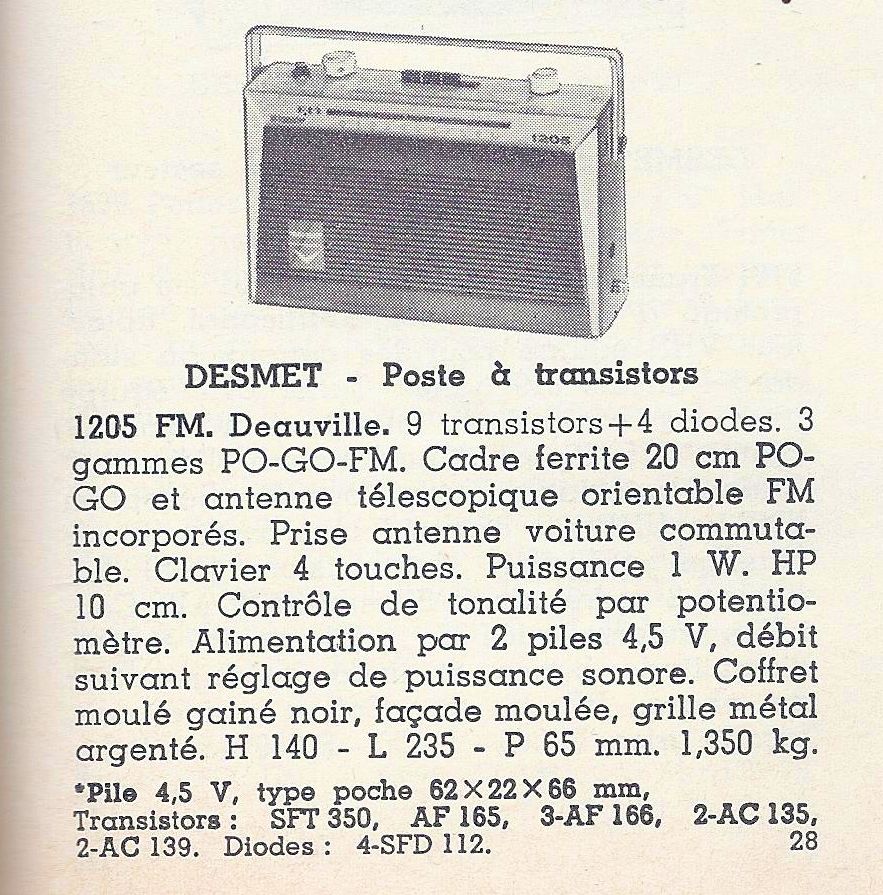 1205
DESMET - Poste à transistors
1205 FM. Deauville. 9 transistors+4 diodes. 3
gammes PO-GO-FM. Cadre ferrite 20 cm PO-
GO et antenne télescopique orientable FM
incorporés. Prise antenne voiture commuta-
ble. Clavier 4 touches. Puissance 1 W. HP
10 cm. Contrôle de tonalité par potentio-
mètre. Alimentation par 2 piles 4,5 V, débit
suivant réglage de puissance sonore. Coffret
moulé gainé noir, façade moulée, grille métal
argenté. H 140 - L 235 - P 65 mm. 1,350 kg.
*Pile 4,5 V, type poche 62×22×66 mm,
Transistors : SFT 350, AF 165, 3-AF 166, 2-AC 135,
2-AC 139. Diodes : 4-SFD 112. 28